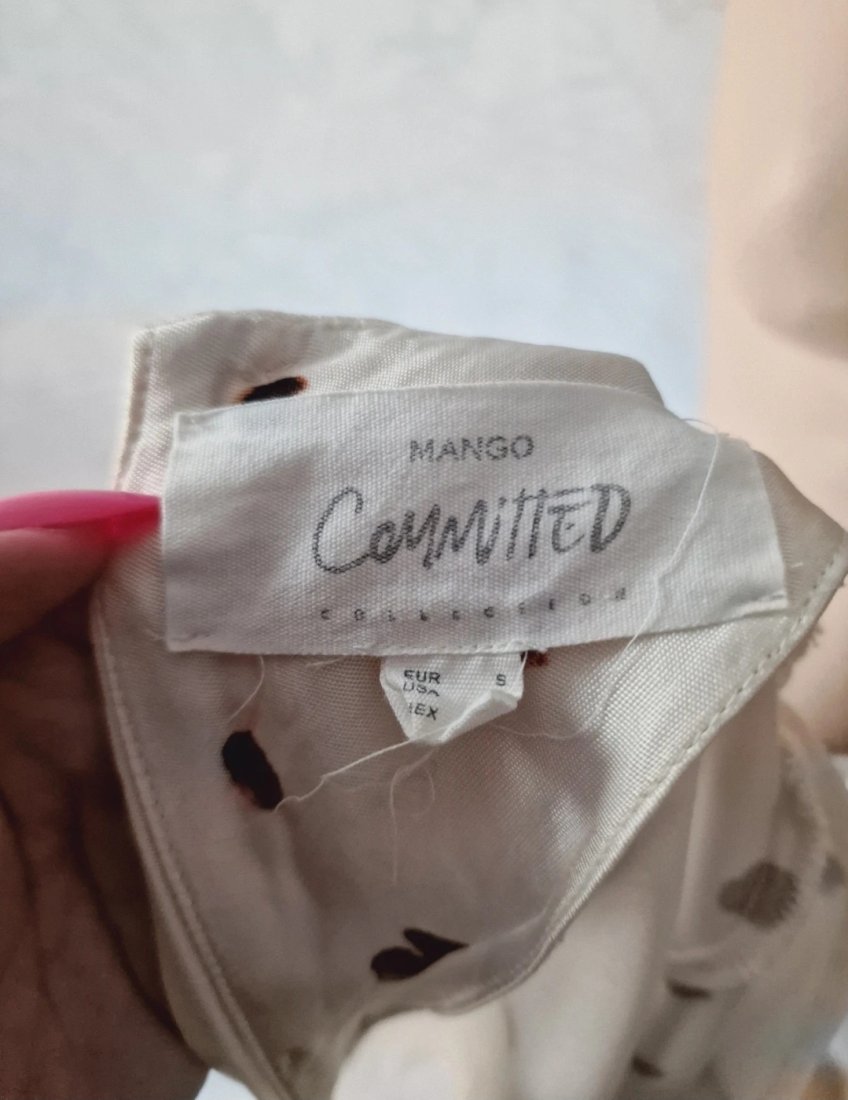 MANGO
COMMITTED
COLLECTION
EUR S
USA
MEX